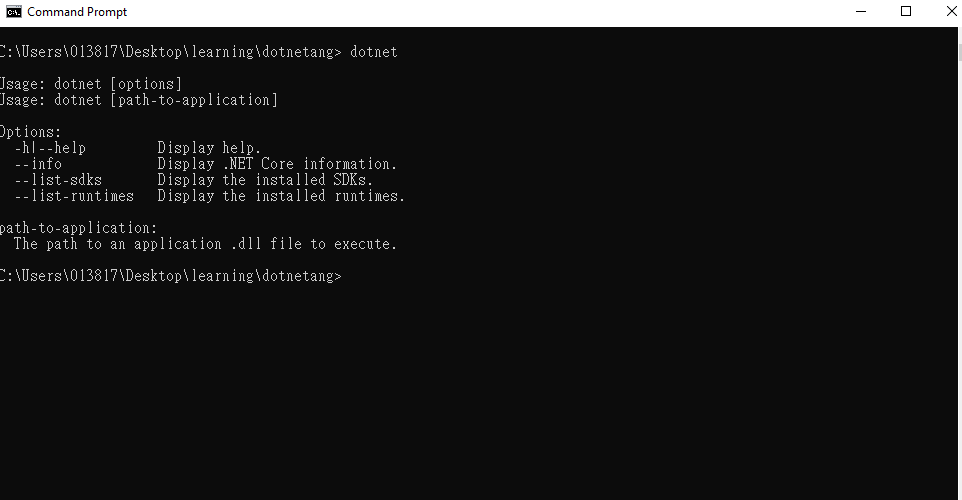 Command Prompt
C:\Users\013817\Desktop\learning\dotnetang> dotnet
Usage: dotnet [options]
Usage: dotnet [path-to-application]
Options:
-h|--help Display help.
--info Display .NET Core information.
--list-sdks Display the installed SDKs.
--list-runtimes Display the installed runtimes.
path-to-application:
The path to an application .dll file to execute.
C:\Users\013817\Desktop\learning\dotnetang>